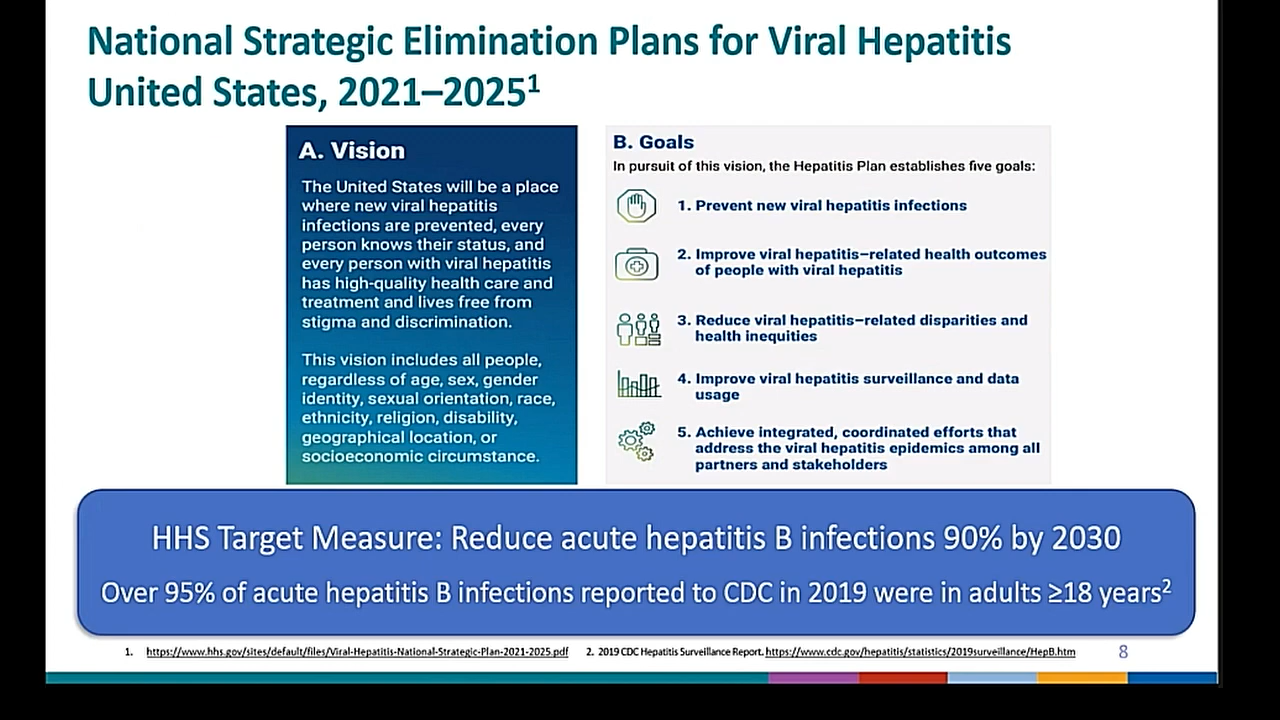 National Strategic Elimination Plans for Viral Hepatitis
United States, 2021–2025¹
A. Vision
The United States will be a place
where new viral hepatitis
infections are prevented, every
person knows their status, and
every person with viral hepatitis
has high-quality health care and
treatment and lives free from
stigma and discrimination.
This vision includes all people,
regardless of age, sex, gender
identity, sexual orientation, race,
ethnicity, religion, disability,
geographical location, or
socioeconomic circumstance.
B. Goals
In pursuit of this vision, the Hepatitis Plan establishes five goals:
1. Prevent new viral hepatitis infections
2. Improve viral hepatitis–related health outcomes
of people with viral hepatitis
3. Reduce viral hepatitis–related disparities and
health inequities
4. Improve viral hepatitis surveillance and data
usage
5. Achieve integrated, coordinated efforts that
address the viral hepatitis epidemics among all
partners and stakeholders
HHS Target Measure: Reduce acute hepatitis B infections 90% by 2030
Over 95% of acute hepatitis B infections reported to CDC in 2019 were in adults ≥18 years²
1. https://www.hhs.gov/sites/default/files/Viral-Hepatitis-National-Strategic-Plan-2021-2025.pdf 2. 2019 CDC Hepatitis Surveillance Report. https://www.cdc.gov/hepatitis/statistics/2019surveillance/HepB.htm
8